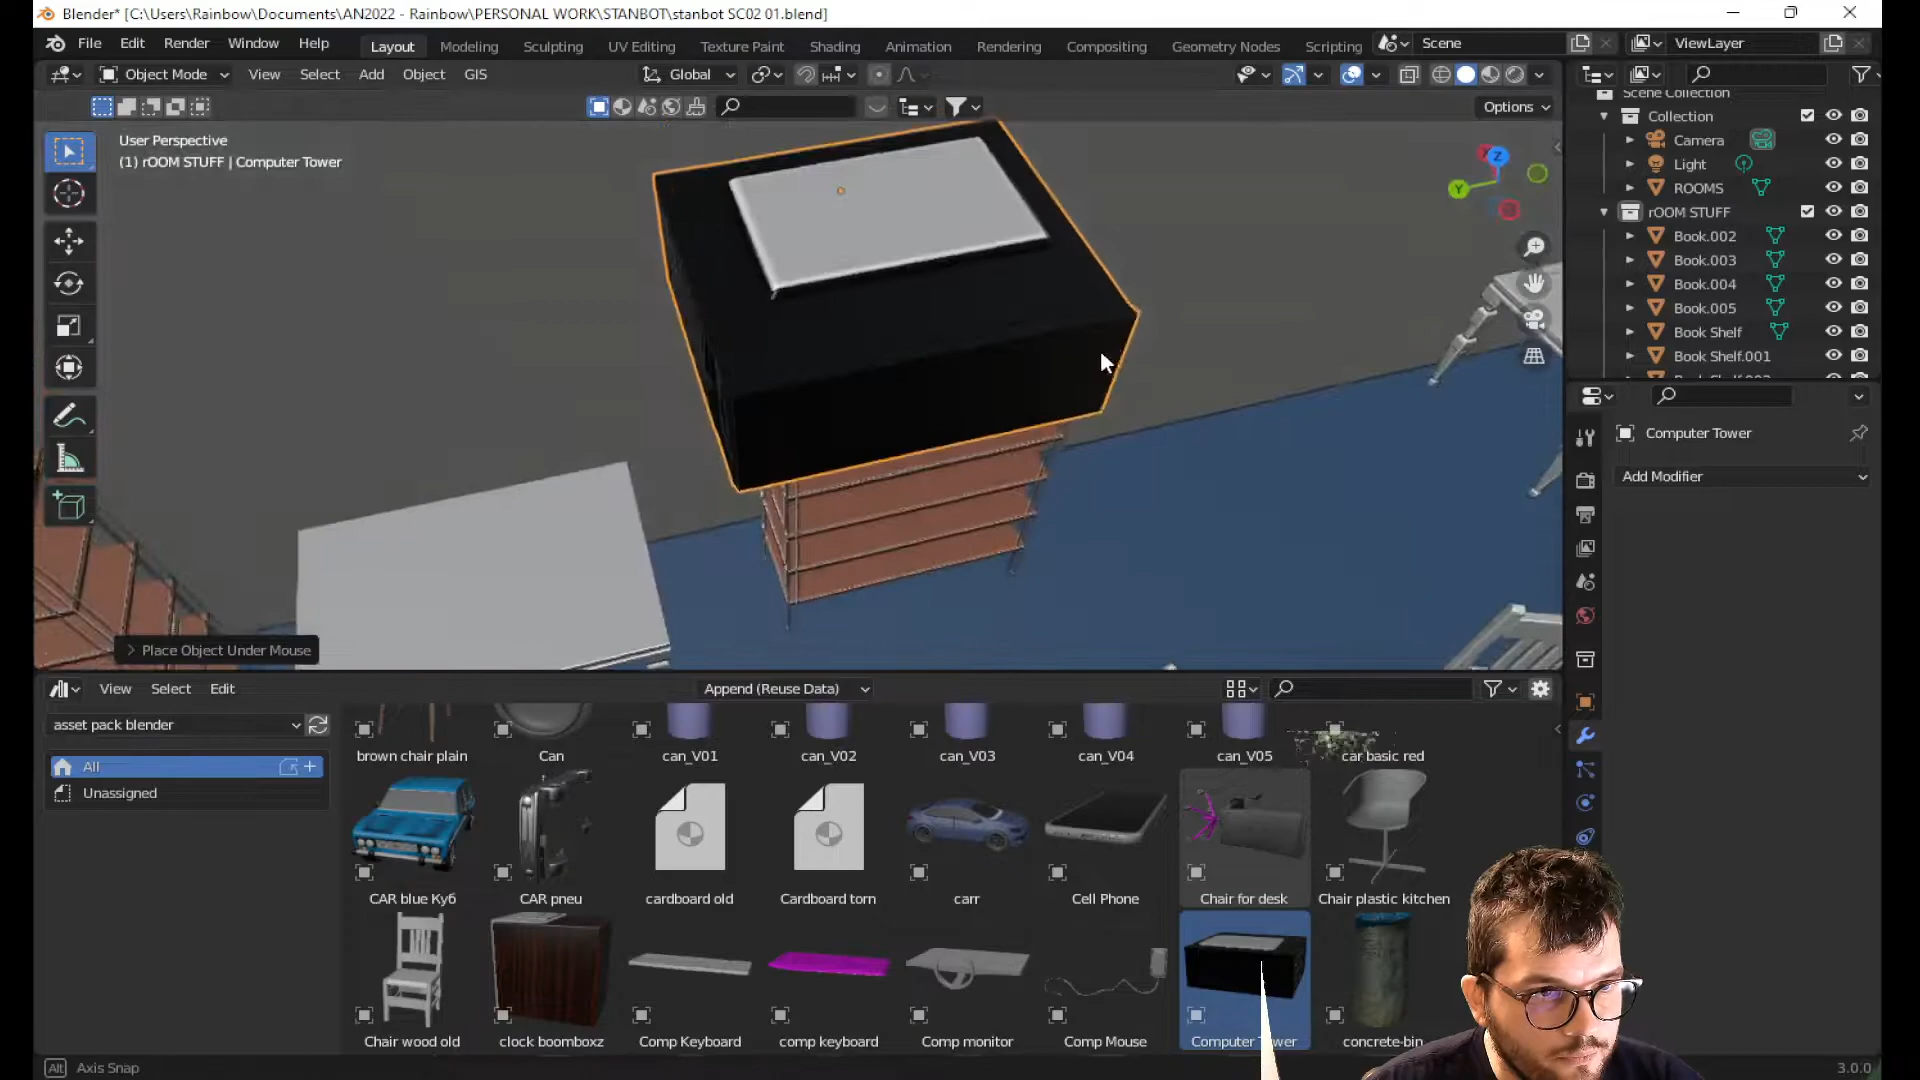 Blender* [C:\Users\Rainbow\Documents\AN2022 - Rainbow\PERSONAL WORK\STANBOT\stanbot SC02 01.blend]
File Edit Render Window Help Layout Modeling Sculpting UV Editing Texture Paint Shading Animation Rendering Compositing Geometry Nodes Scripting Scene ViewLayer
Object Mode View Select Add Object GIS Global
Options
User Perspective
(1) rOOM STUFF | Computer Tower
Z
Y
Scene Collection
Collection
Camera
Light
ROOMS
rOOM STUFF
Book.002
Book.003
Book.004
Book.005
Book Shelf
Book Shelf.001
Computer Tower
Add Modifier
> Place Object Under Mouse
View Select Edit Append (Reuse Data)
asset pack blender
All
Unassigned
brown chair plain Can can_V01 can_V02 can_V03 can_V04 can_V05 car basic red
CAR blue Куб CAR pneu cardboard old Cardboard torn carr Cell Phone Chair for desk Chair plastic kitchen
Chair wood old clock boomboxz Comp Keyboard comp keyboard Comp monitor Comp Mouse Computer Tower concrete-bin
Alt Axis Snap
3.0.0